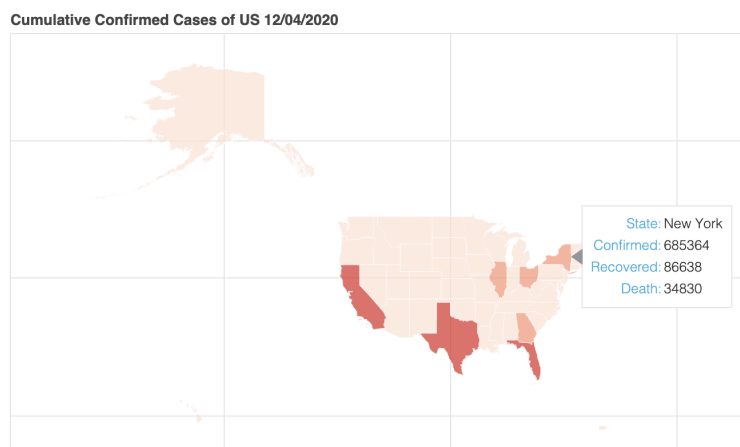 Cumulative Confirmed Cases of US 12/04/2020
State: New York
Confirmed: 685364
Recovered: 86638
Death: 34830